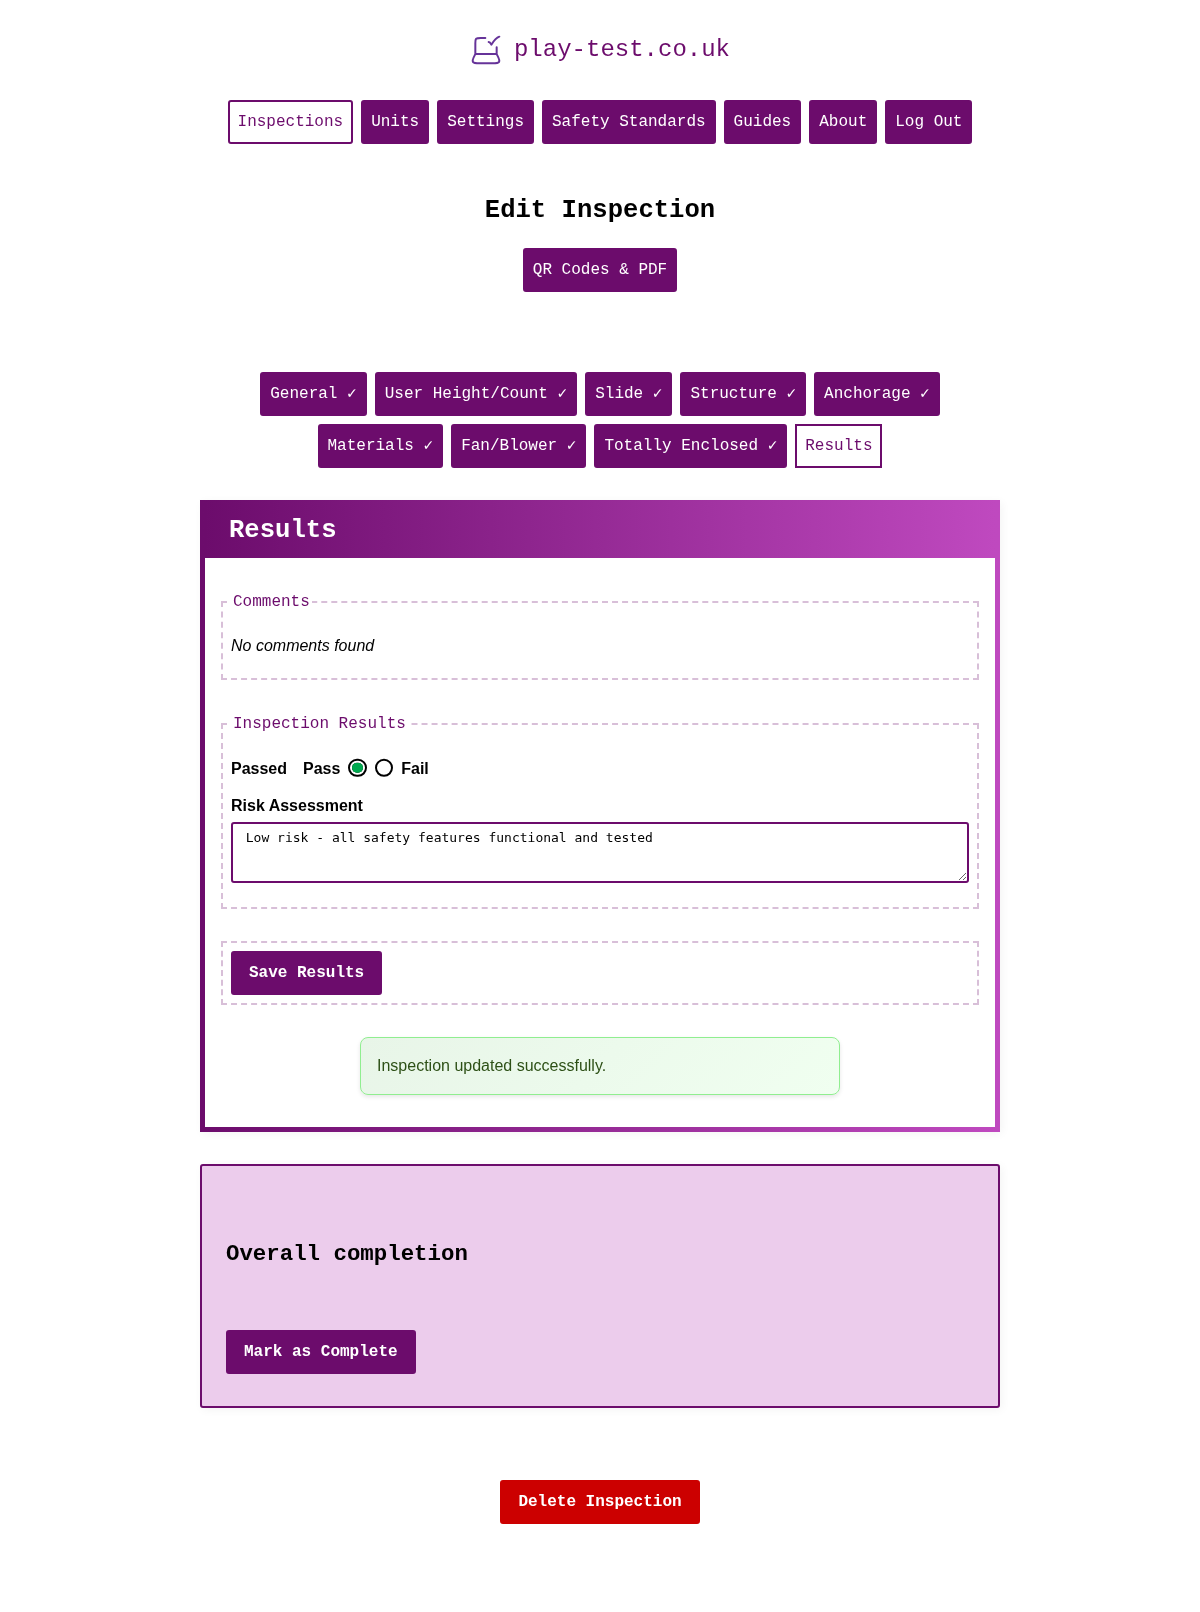 play-test.co.uk
Inspections Units Settings Safety Standards Guides About Log Out
Edit Inspection
QR Codes & PDF
General ✓ User Height/Count ✓ Slide ✓ Structure ✓ Anchorage ✓
Materials ✓ Fan/Blower ✓ Totally Enclosed ✓ Results
Results
Comments
No comments found
Inspection Results
Passed Pass Fail
Risk Assessment
Low risk - all safety features functional and tested
Save Results
Inspection updated successfully.
Overall completion
Mark as Complete
Delete Inspection